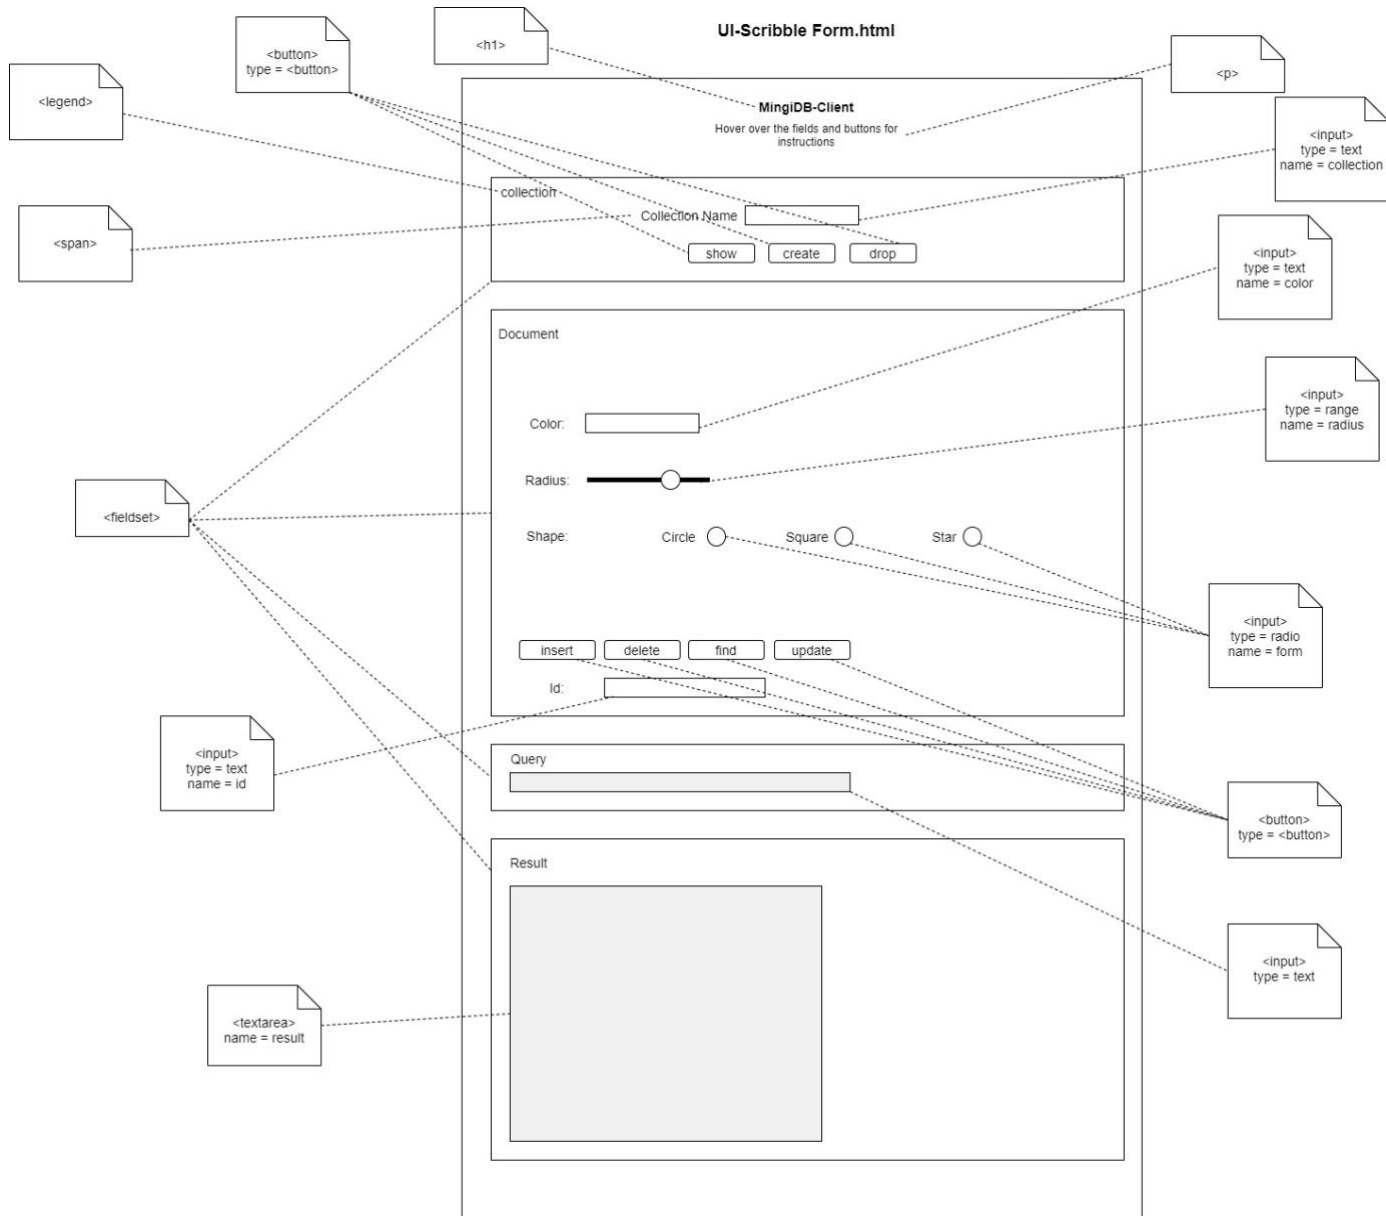 UI-Scribble Form.html
<h1>
<button>
type = <button>
<legend>
<p>
MingiDB-Client
Hover over the fields and buttons for
instructions
<input>
type = text
name = collection
collection
<span>
Collection Name
show
create
drop
<input>
type = text
name = color
Document
Color:
<input>
type = range
name = radius
Radius:
<fieldset>
Shape:
Circle
Square
Star
<input>
type = radio
name = form
insert
delete
find
update
Id:
<input>
type = text
name = id
Query
<button>
type = <button>
Result
<input>
type = text
<textarea>
name = result